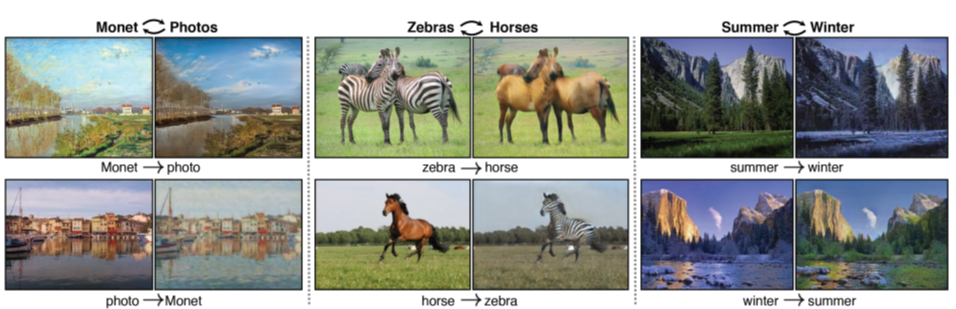 Monet ⇄ Photos
Zebras ⇄ Horses
Summer ⇄ Winter
Monet → photo
zebra → horse
summer → winter
photo → Monet
horse → zebra
winter → summer